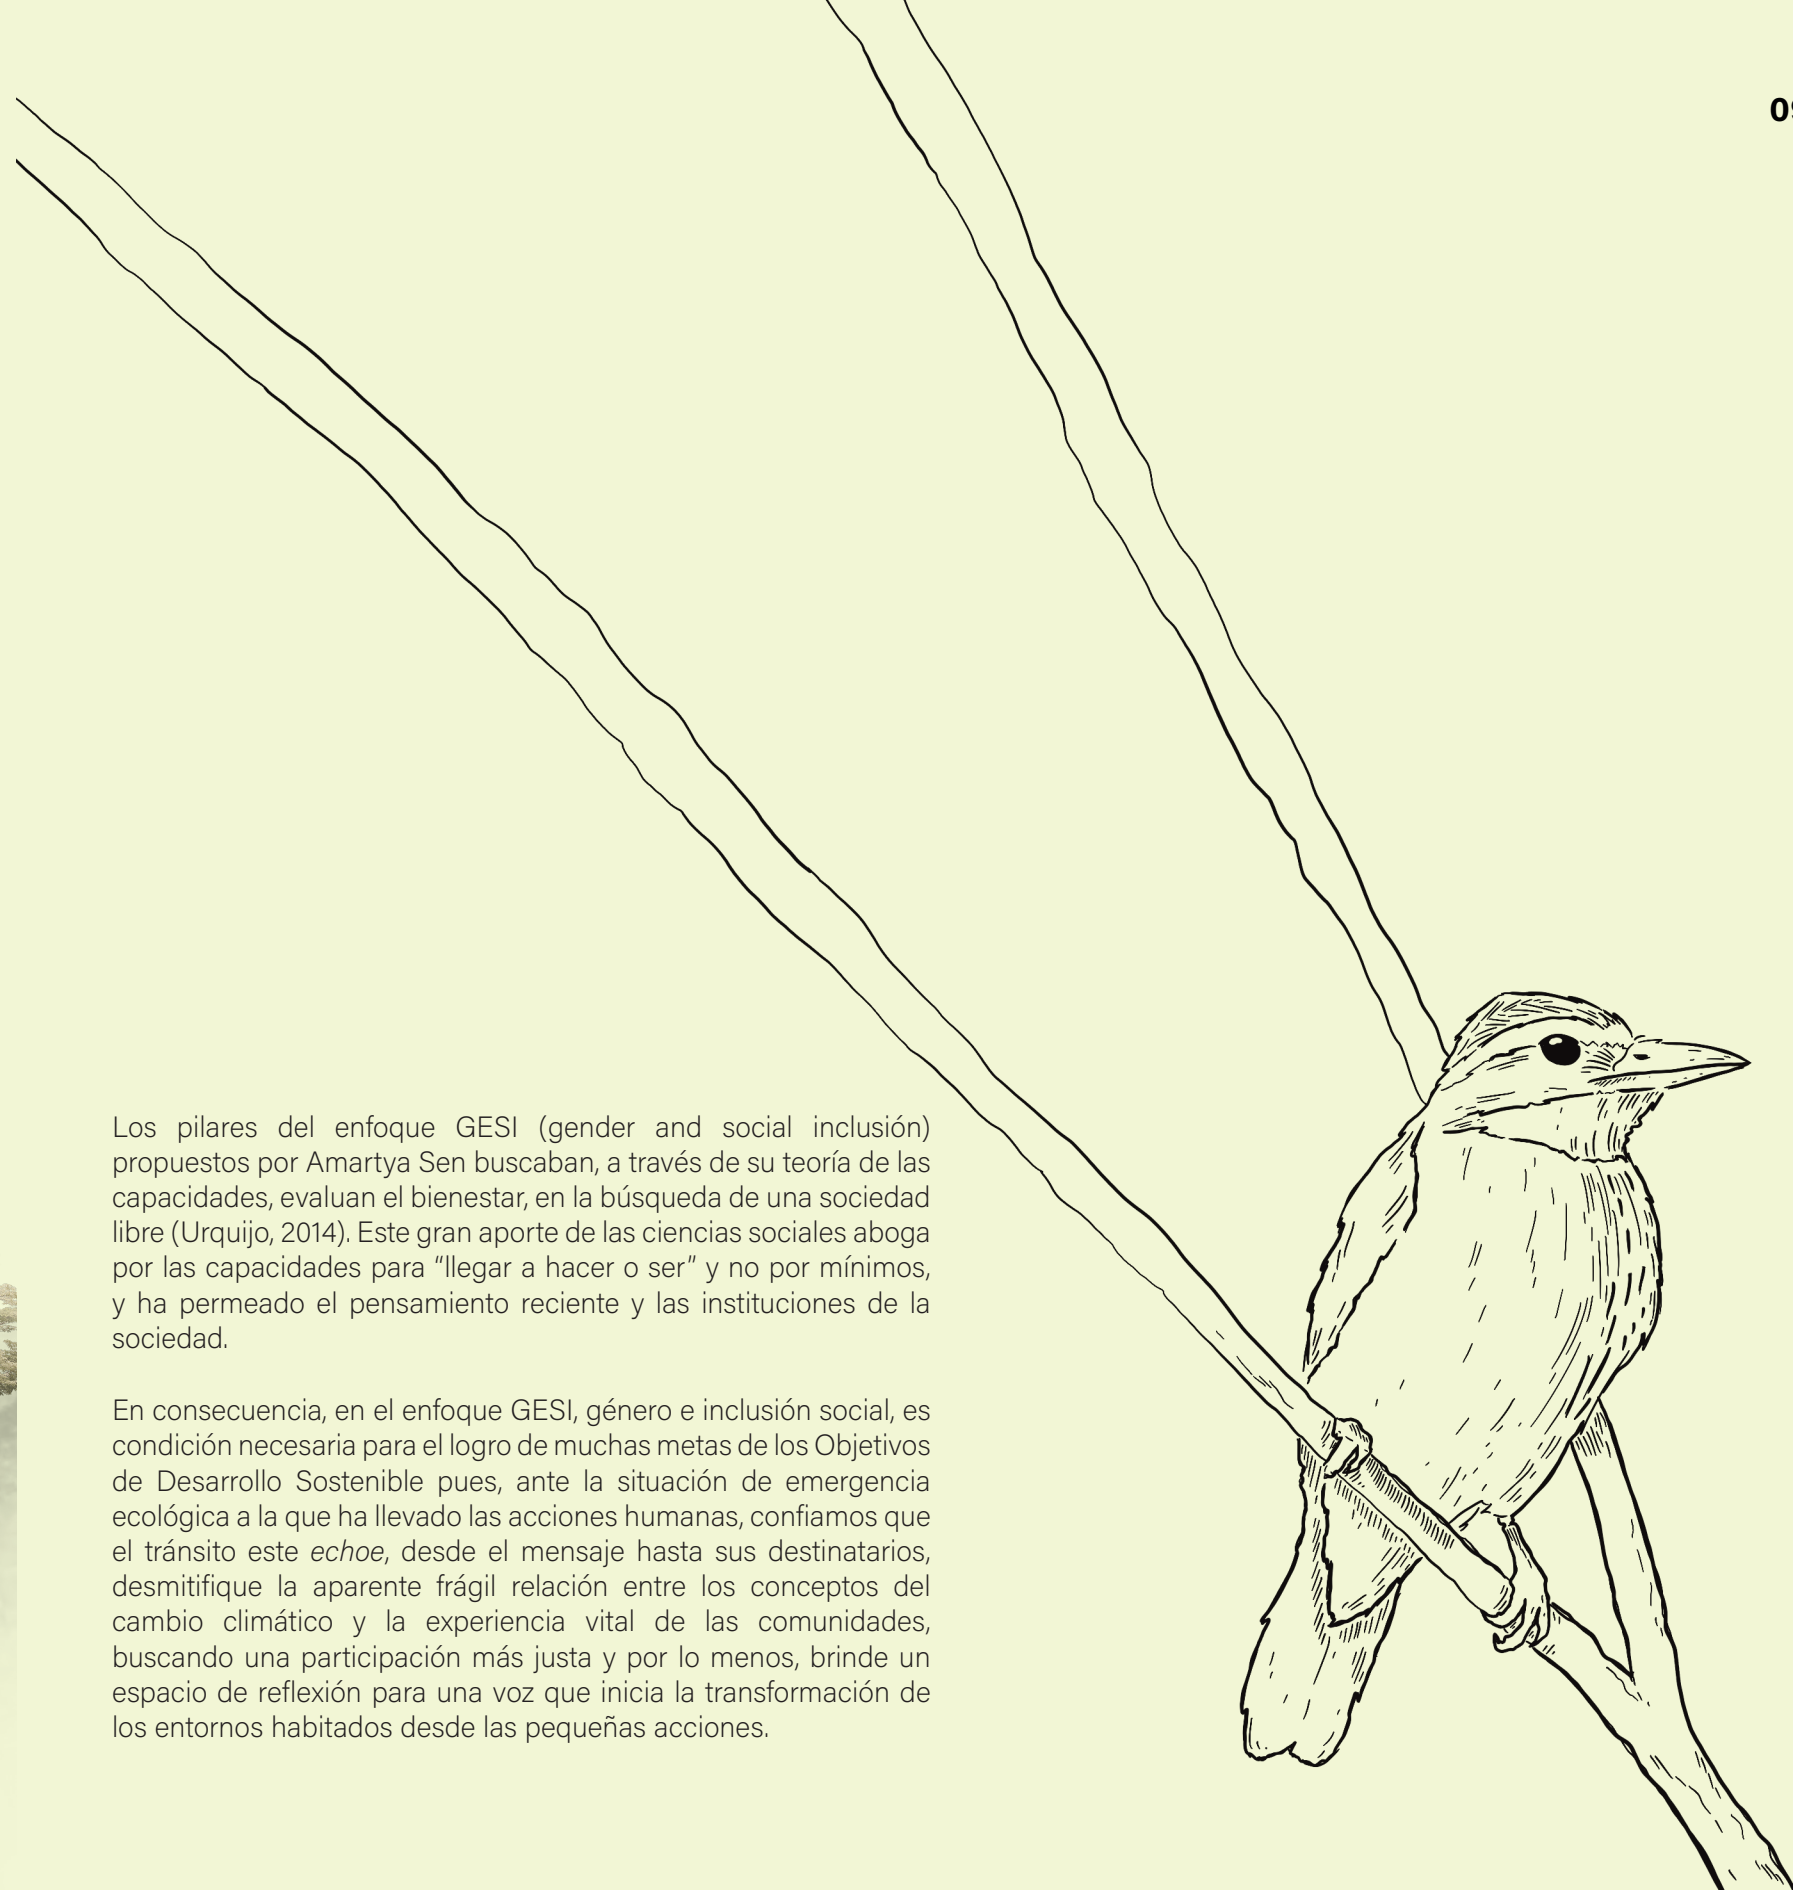 09
Los pilares del enfoque GESI (gender and social inclusión)
propuestos por Amartya Sen buscaban, a través de su teoría de las
capacidades, evaluan el bienestar, en la búsqueda de una sociedad
libre (Urquijo, 2014). Este gran aporte de las ciencias sociales aboga
por las capacidades para “llegar a hacer o ser” y no por mínimos,
y ha permeado el pensamiento reciente y las instituciones de la
sociedad.
En consecuencia, en el enfoque GESI, género e inclusión social, es
condición necesaria para el logro de muchas metas de los Objetivos
de Desarrollo Sostenible pues, ante la situación de emergencia
ecológica a la que ha llevado las acciones humanas, confiamos que
el tránsito este echoe, desde el mensaje hasta sus destinatarios,
desmitifique la aparente frágil relación entre los conceptos del
cambio climático y la experiencia vital de las comunidades,
buscando una participación más justa y por lo menos, brinde un
espacio de reflexión para una voz que inicia la transformación de
los entornos habitados desde las pequeñas acciones.